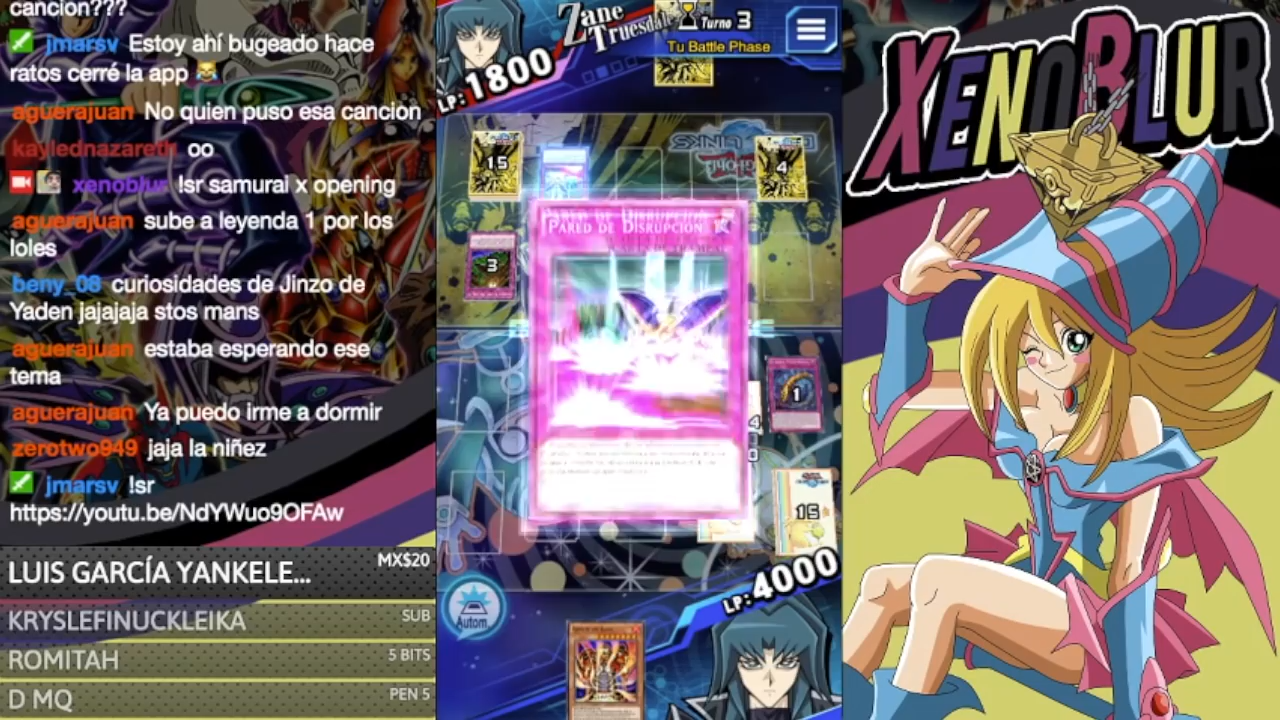 cancion???
jmarsv Estoy ahí bugeado hace
ratos cerré la app
aguerajuan No quien puso esa cancion
kaylednazareth oo
xenoblur !sr samurai x opening
aguerajuan sube a leyenda 1 por los
loles
beny_08 curiosidades de Jinzo de
Yaden jajajaja stos mans
aguerajuan estaba esperando ese
tema
aguerajuan Ya puedo irme a dormir
zerotwo949 jaja la niñez
jmarsv !sr
https://youtu.be/NdYWuo9OFAw
LUIS GARCÍA YANKELE... MX$20
KRYSLEFINUCKLEIKA SUB
ROMITAH 5 BITS
D MQ PEN 5
Zane
Truesdale
Turno 3
Tu Battle Phase
LP:1800
15
4
LINKS
3
PARED DE DISRUPCIÓN
1
15
LP:4000
Autom.
XENOBLUR